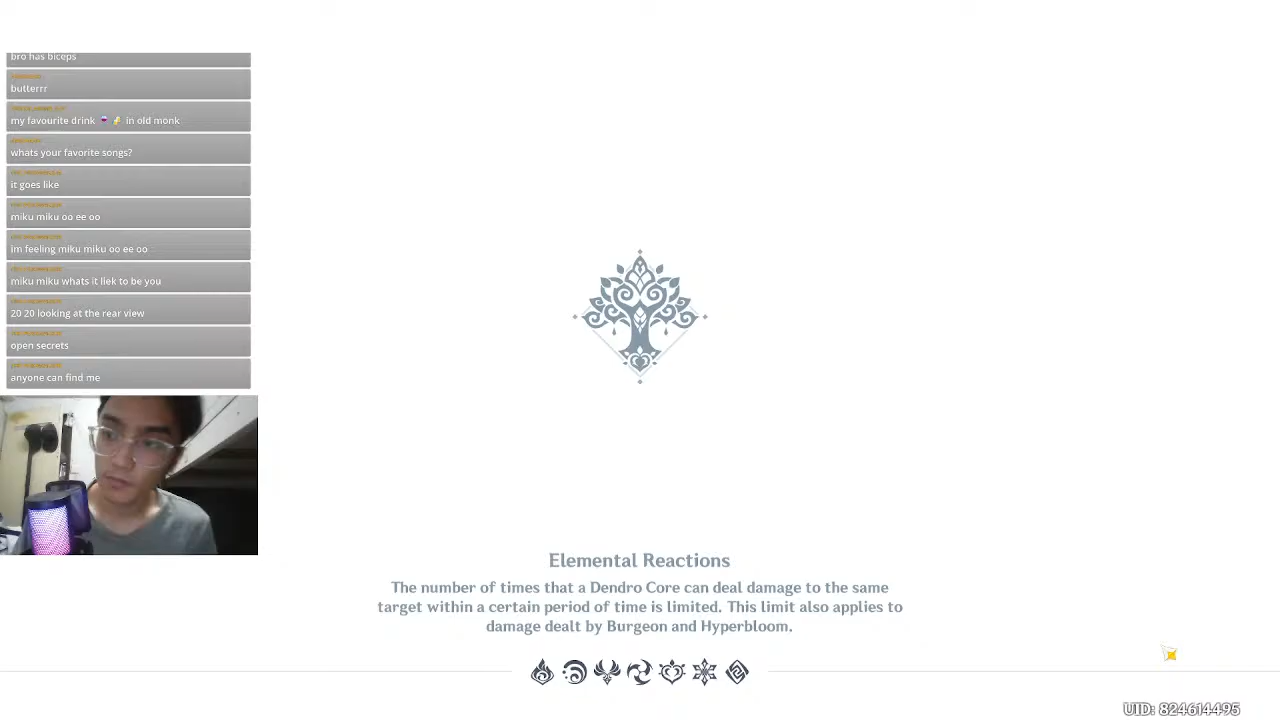 bro has biceps
butterrr
my favourite drink 🍷 in old monk
whats your favorite songs?
it goes like
miku miku oo ee oo
im feeling miku miku oo ee oo
miku miku whats it liek to be you
20 20 looking at the rear view
open secrets
anyone can find me
Elemental Reactions
The number of times that a Dendro Core can deal damage to the same
target within a certain period of time is limited. This limit also applies to
damage dealt by Burgeon and Hyperbloom.
UID: 824614495